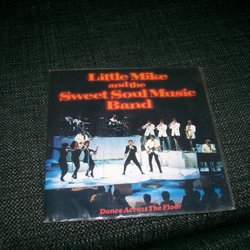 Little Mike
and the
Sweet Soul Music
Band
Dance Across The Floor